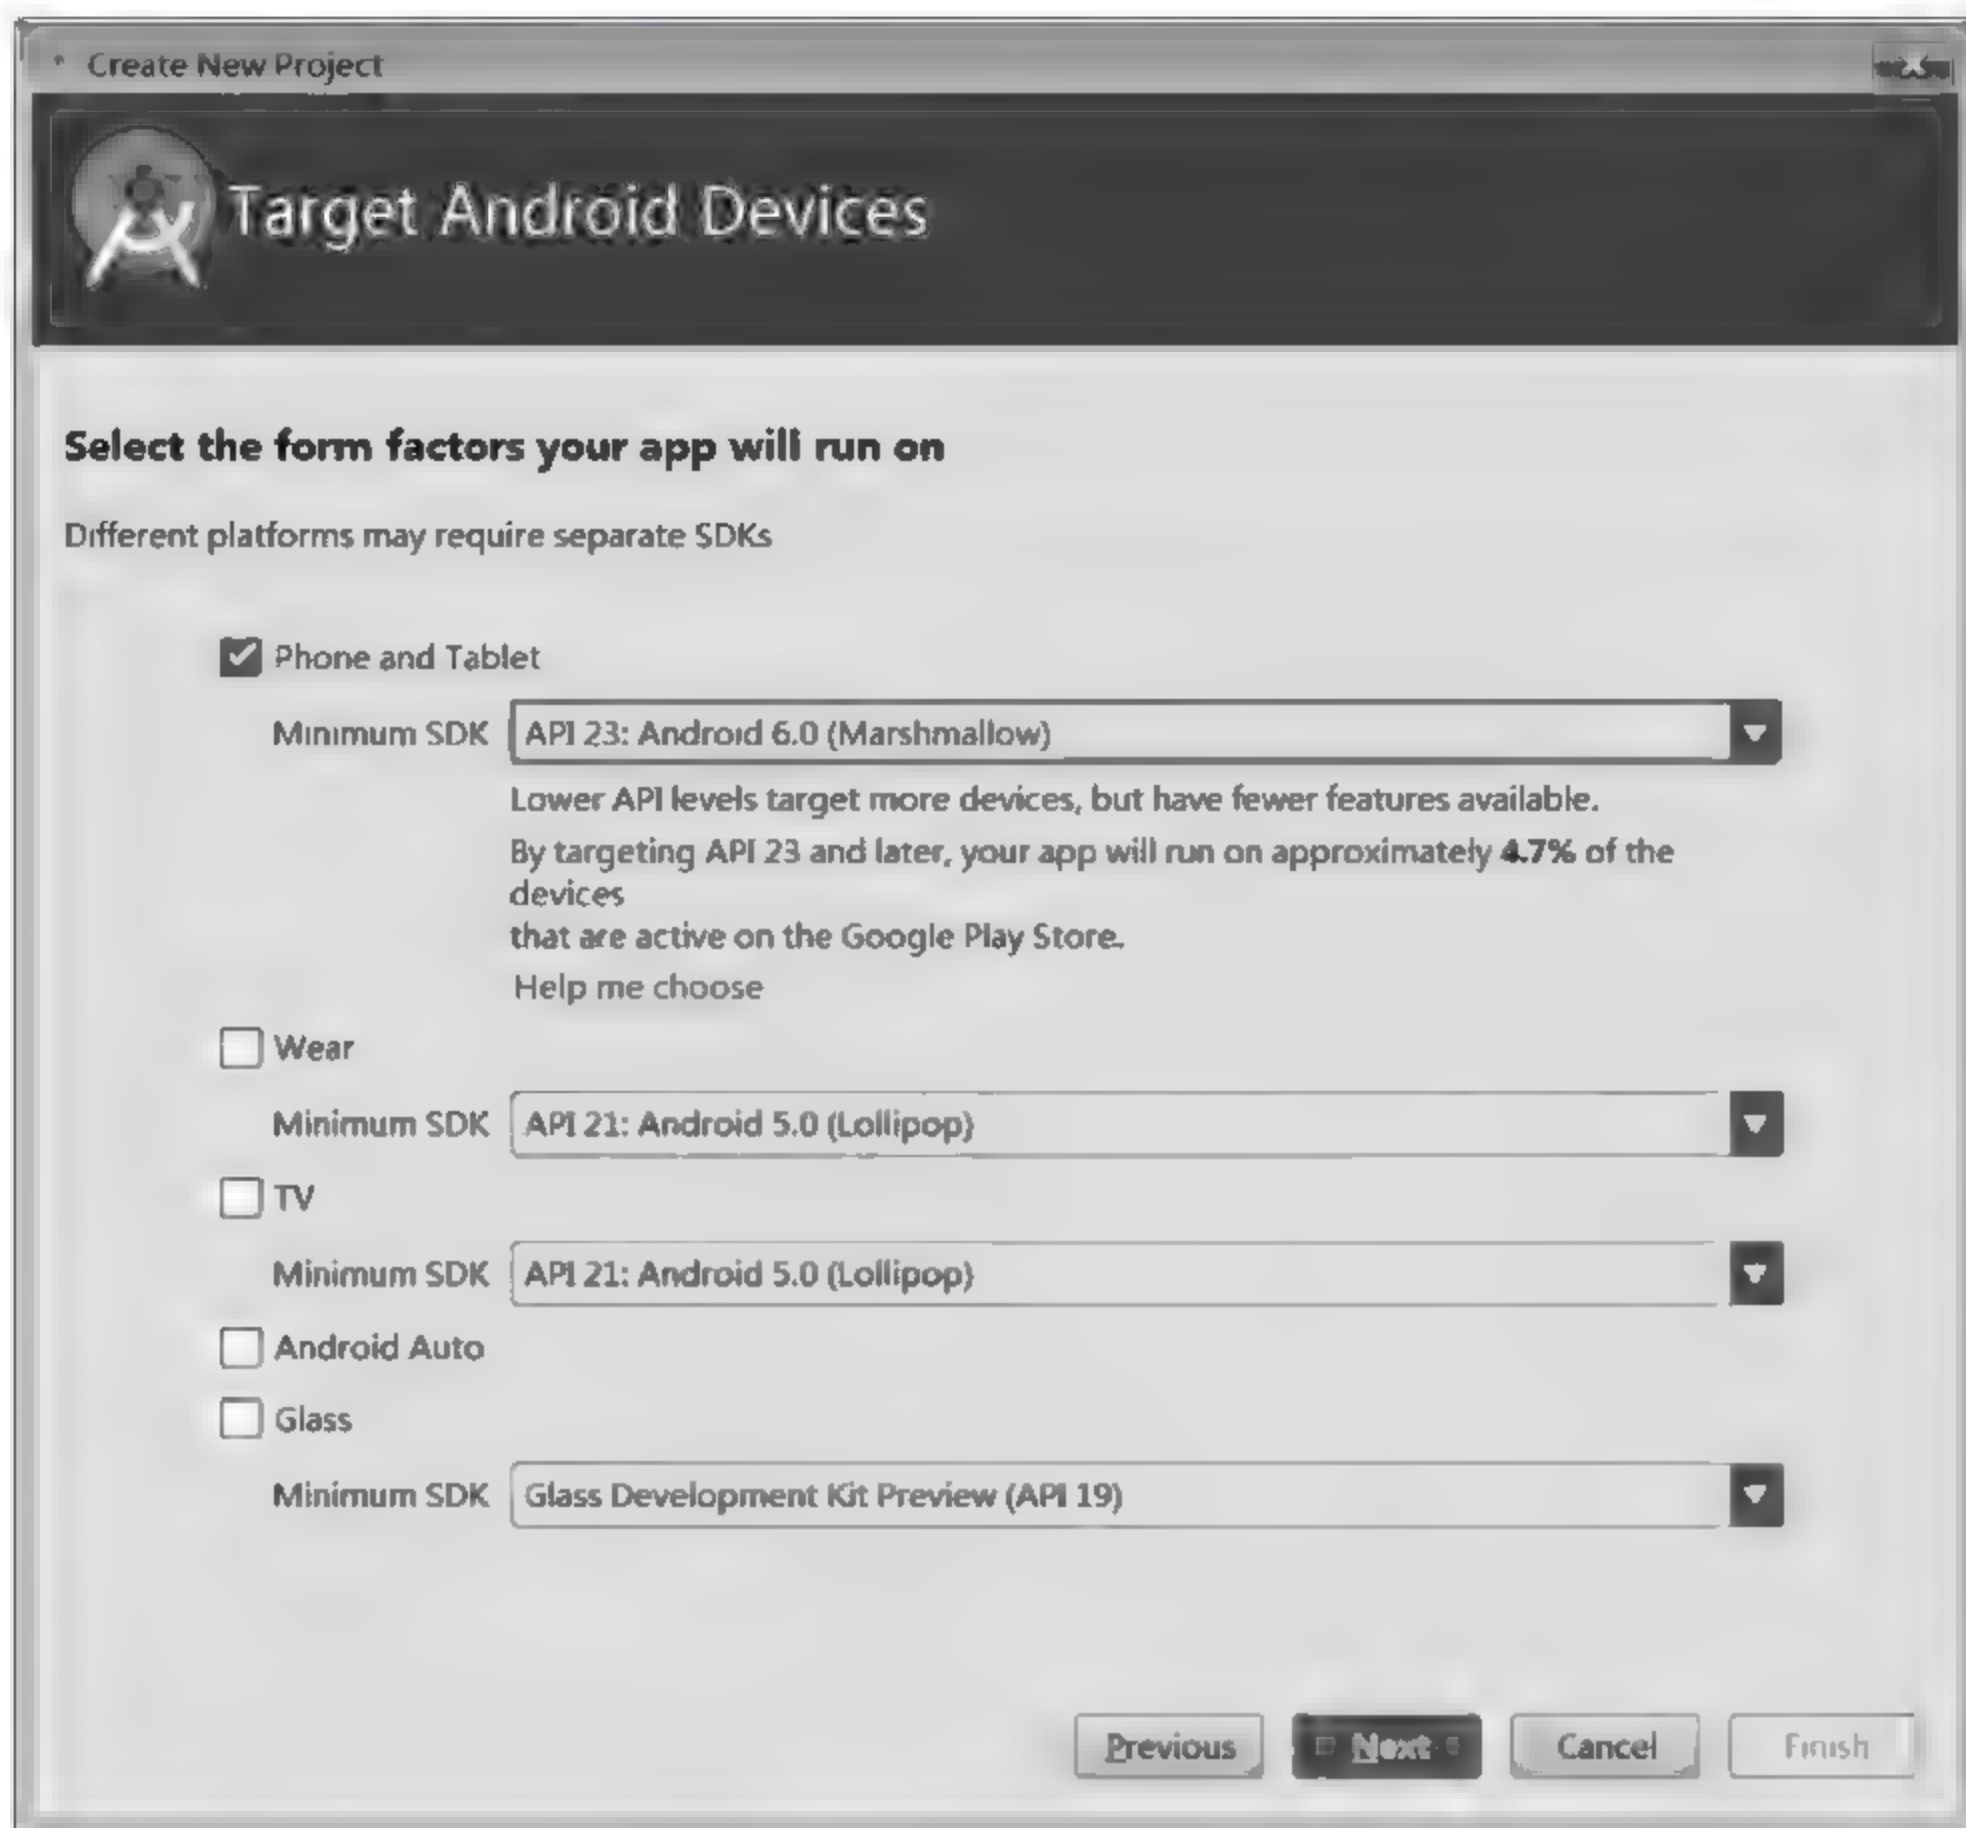 Create New Project
Target Android Devices
Select the form factors your app will run on
Different platforms may require separate SDKs
Phone and Tablet
Minimum SDK API 23: Android 6.0 (Marshmallow)
Lower API levels target more devices, but have fewer features available.
By targeting API 23 and later, your app will run on approximately 4.7% of the
devices
that are active on the Google Play Store.
Help me choose
Wear
Minimum SDK API 21: Android 5.0 (Lollipop)
TV
Minimum SDK API 21: Android 5.0 (Lollipop)
Android Auto
Glass
Minimum SDK Glass Development Kit Preview (API 19)
Previous Next Cancel Finish